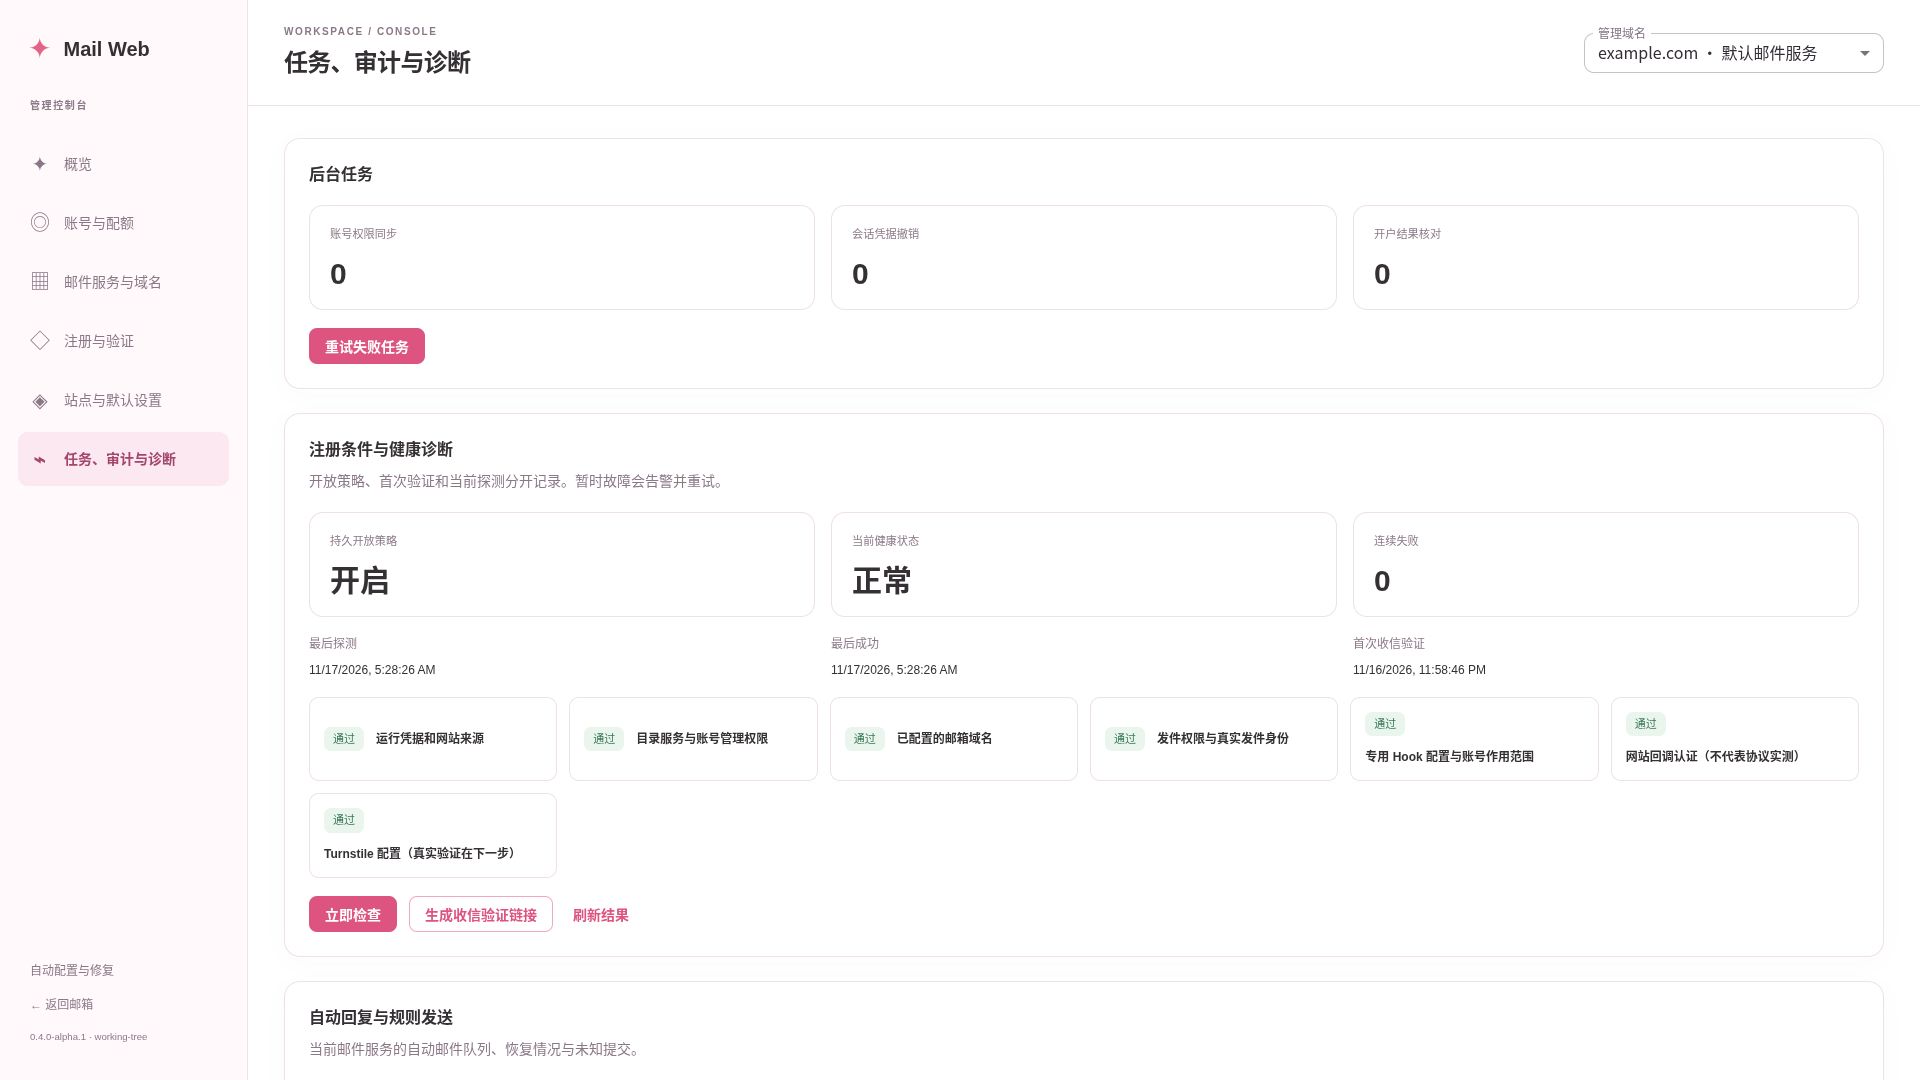 Mail Web
管理控制台
概览
账号与配额
邮件服务与域名
注册与验证
站点与默认设置
任务、审计与诊断
自动配置与修复
← 返回邮箱
0.4.0-alpha.1 · working-tree
WORKSPACE / CONSOLE
任务、审计与诊断
管理域名
example.com · 默认邮件服务
后台任务
账号权限同步
0
会话凭据撤销
0
开户结果核对
0
重试失败任务
注册条件与健康诊断
开放策略、首次验证和当前探测分开记录。暂时故障会告警并重试。
持久开放策略
开启
当前健康状态
正常
连续失败
0
最后探测
11/17/2026, 5:28:26 AM
最后成功
11/17/2026, 5:28:26 AM
首次收信验证
11/16/2026, 11:58:46 PM
通过 运行凭据和网站来源
通过 目录服务与账号管理权限
通过 已配置的邮箱域名
通过 发件权限与真实发件身份
通过
专用 Hook 配置与账号作用范围
通过
网站回调认证（不代表协议实测）
通过
Turnstile 配置（真实验证在下一步）
立即检查
生成收信验证链接
刷新结果
自动回复与规则发送
当前邮件服务的自动邮件队列、恢复情况与未知提交。